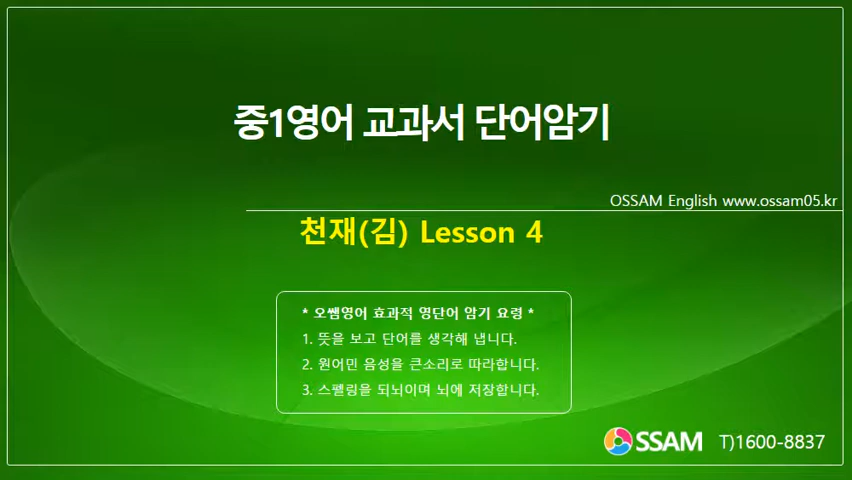 중1영어 교과서 단어암기
OSSAM English www.ossam05.kr
천재(김) Lesson 4
* 오쌤영어 효과적 영단어 암기 요령 *
1. 뜻을 보고 단어를 생각해 냅니다.
2. 원어민 음성을 큰소리로 따라합니다.
3. 스펠링을 되뇌이며 뇌에 저장합니다.
OSSAM T)1600-8837